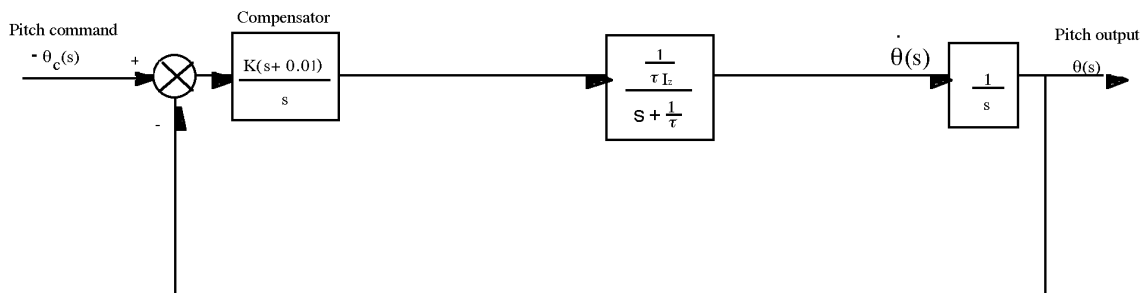 Pitch command
- θc(s)
+
-
Compensator
K(s+ 0.01)
s
1
τ Iz
s + 1
τ
θ̇(s)
1
s
Pitch output
θ(s)